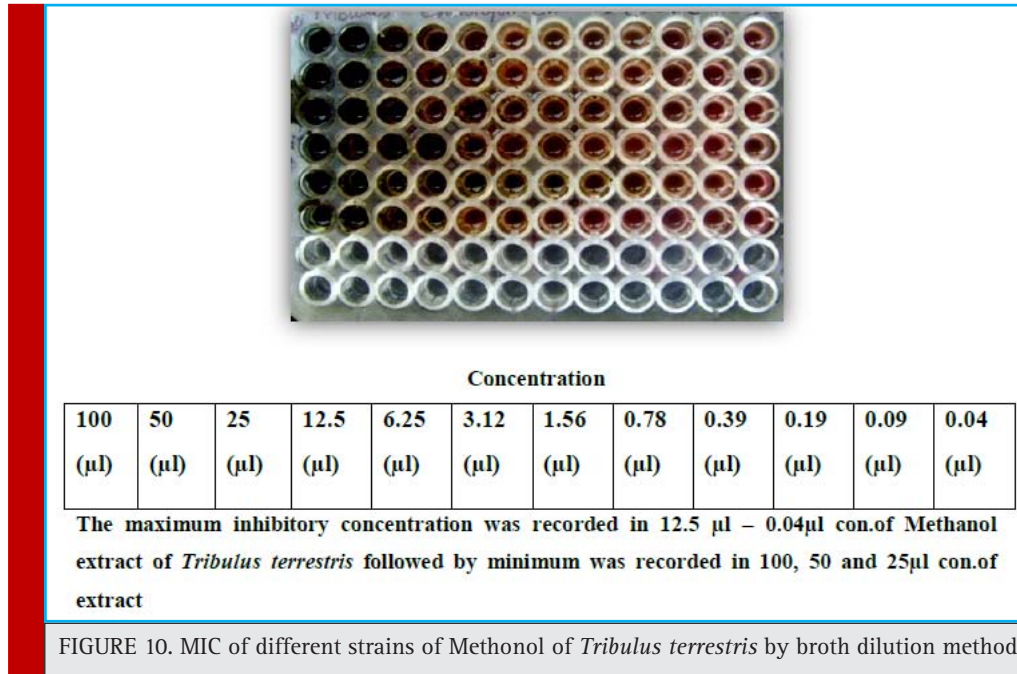 Concentration
100 50 25 12.5 6.25 3.12 1.56 0.78 0.39 0.19 0.09 0.04
(µl) (µl) (µl) (µl) (µl) (µl) (µl) (µl) (µl) (µl) (µl) (µl)
The maximum inhibitory concentration was recorded in 12.5 µl – 0.04µl con.of Methanol
extract of Tribulus terrestris followed by minimum was recorded in 100, 50 and 25µl con.of
extract
FIGURE 10. MIC of different strains of Methonol of Tribulus terrestris by broth dilution method